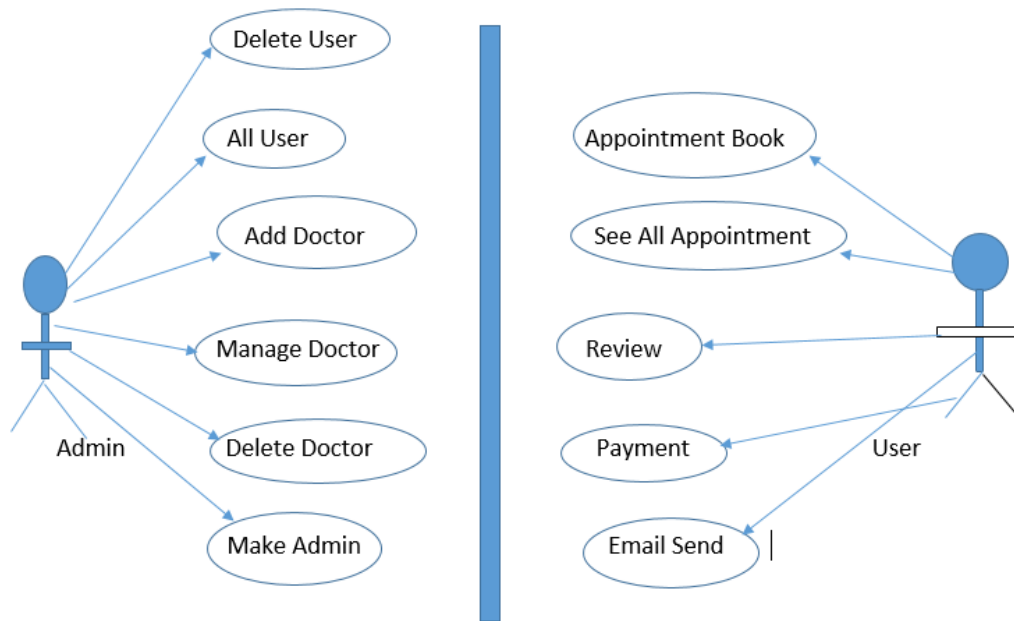 Delete User
All User
Add Doctor
Manage Doctor
Delete Doctor
Make Admin
Admin
Appointment Book
See All Appointment
Review
Payment
Email Send
User